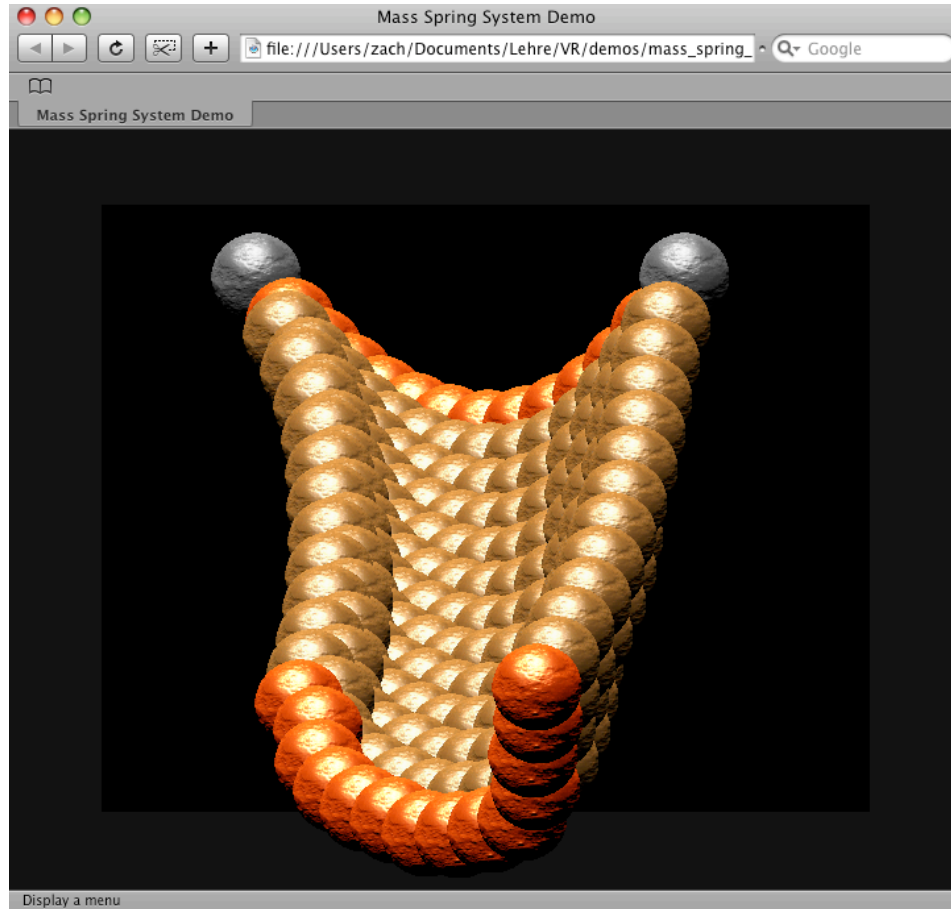 Mass Spring System Demo
file:///Users/zach/Documents/Lehre/VR/demos/mass_spring_
Google
Mass Spring System Demo
Display a menu